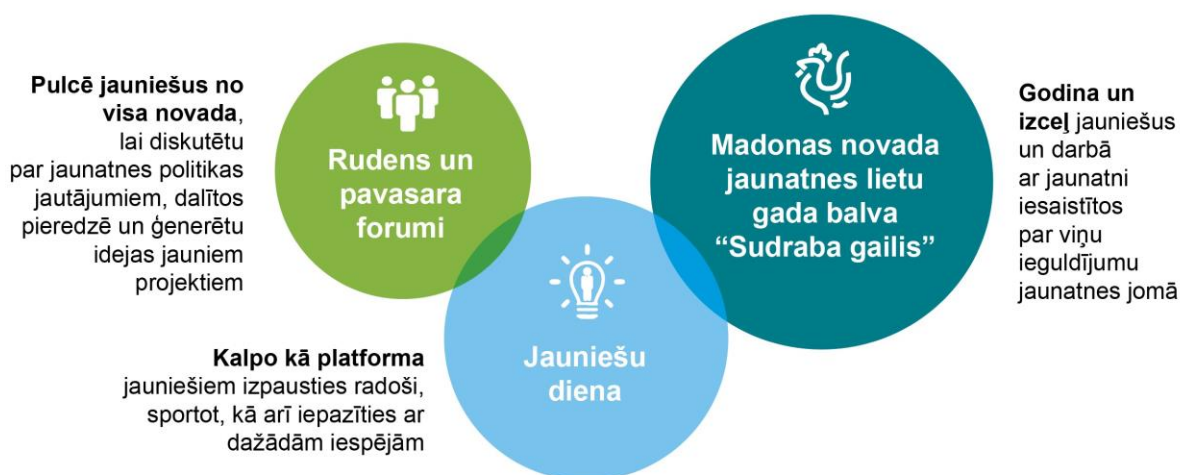 Pulcē jauniešus no
visa novada,
lai diskutētu
par jaunatnes politikas
jautājumiem, dalītos
pieredzē un ģenerētu
idejas jauniem
projektiem
Rudens un
pavasara
forumi
Madonas novada
jaunatnes lietu
gada balva
“Sudraba gailis”
Godina un
izceļ jauniešus
un darbā
ar jaunatni
iesaistītos
par viņu
ieguldījumu
jaunatnes jomā
Kalpo kā platforma
jauniešiem izpausties radoši,
sportot, kā arī iepazīties ar
dažādām iespējām
Jauniešu
diena